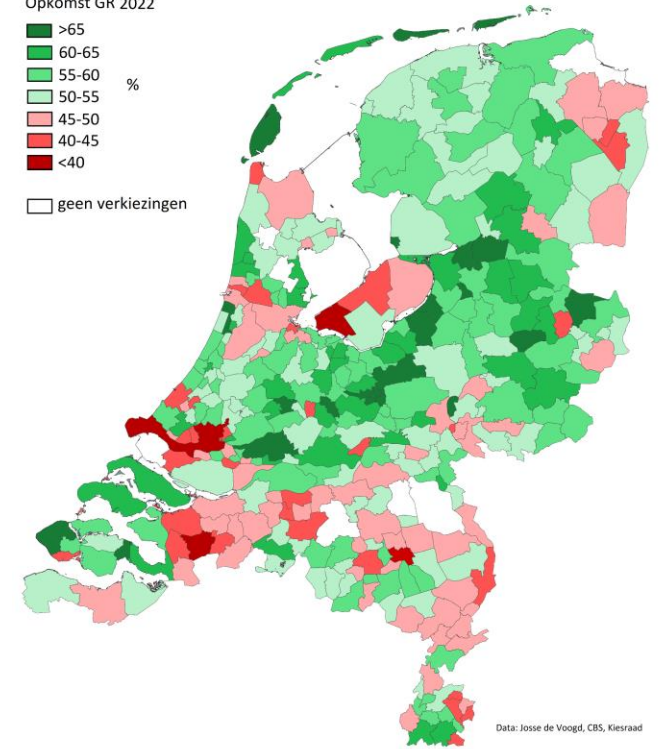 Opkomst GR 2022
>65
60-65
55-60
%
50-55
45-50
40-45
<40
geen verkiezingen
Data: Josse de Voogd, CBS, Kiesraad